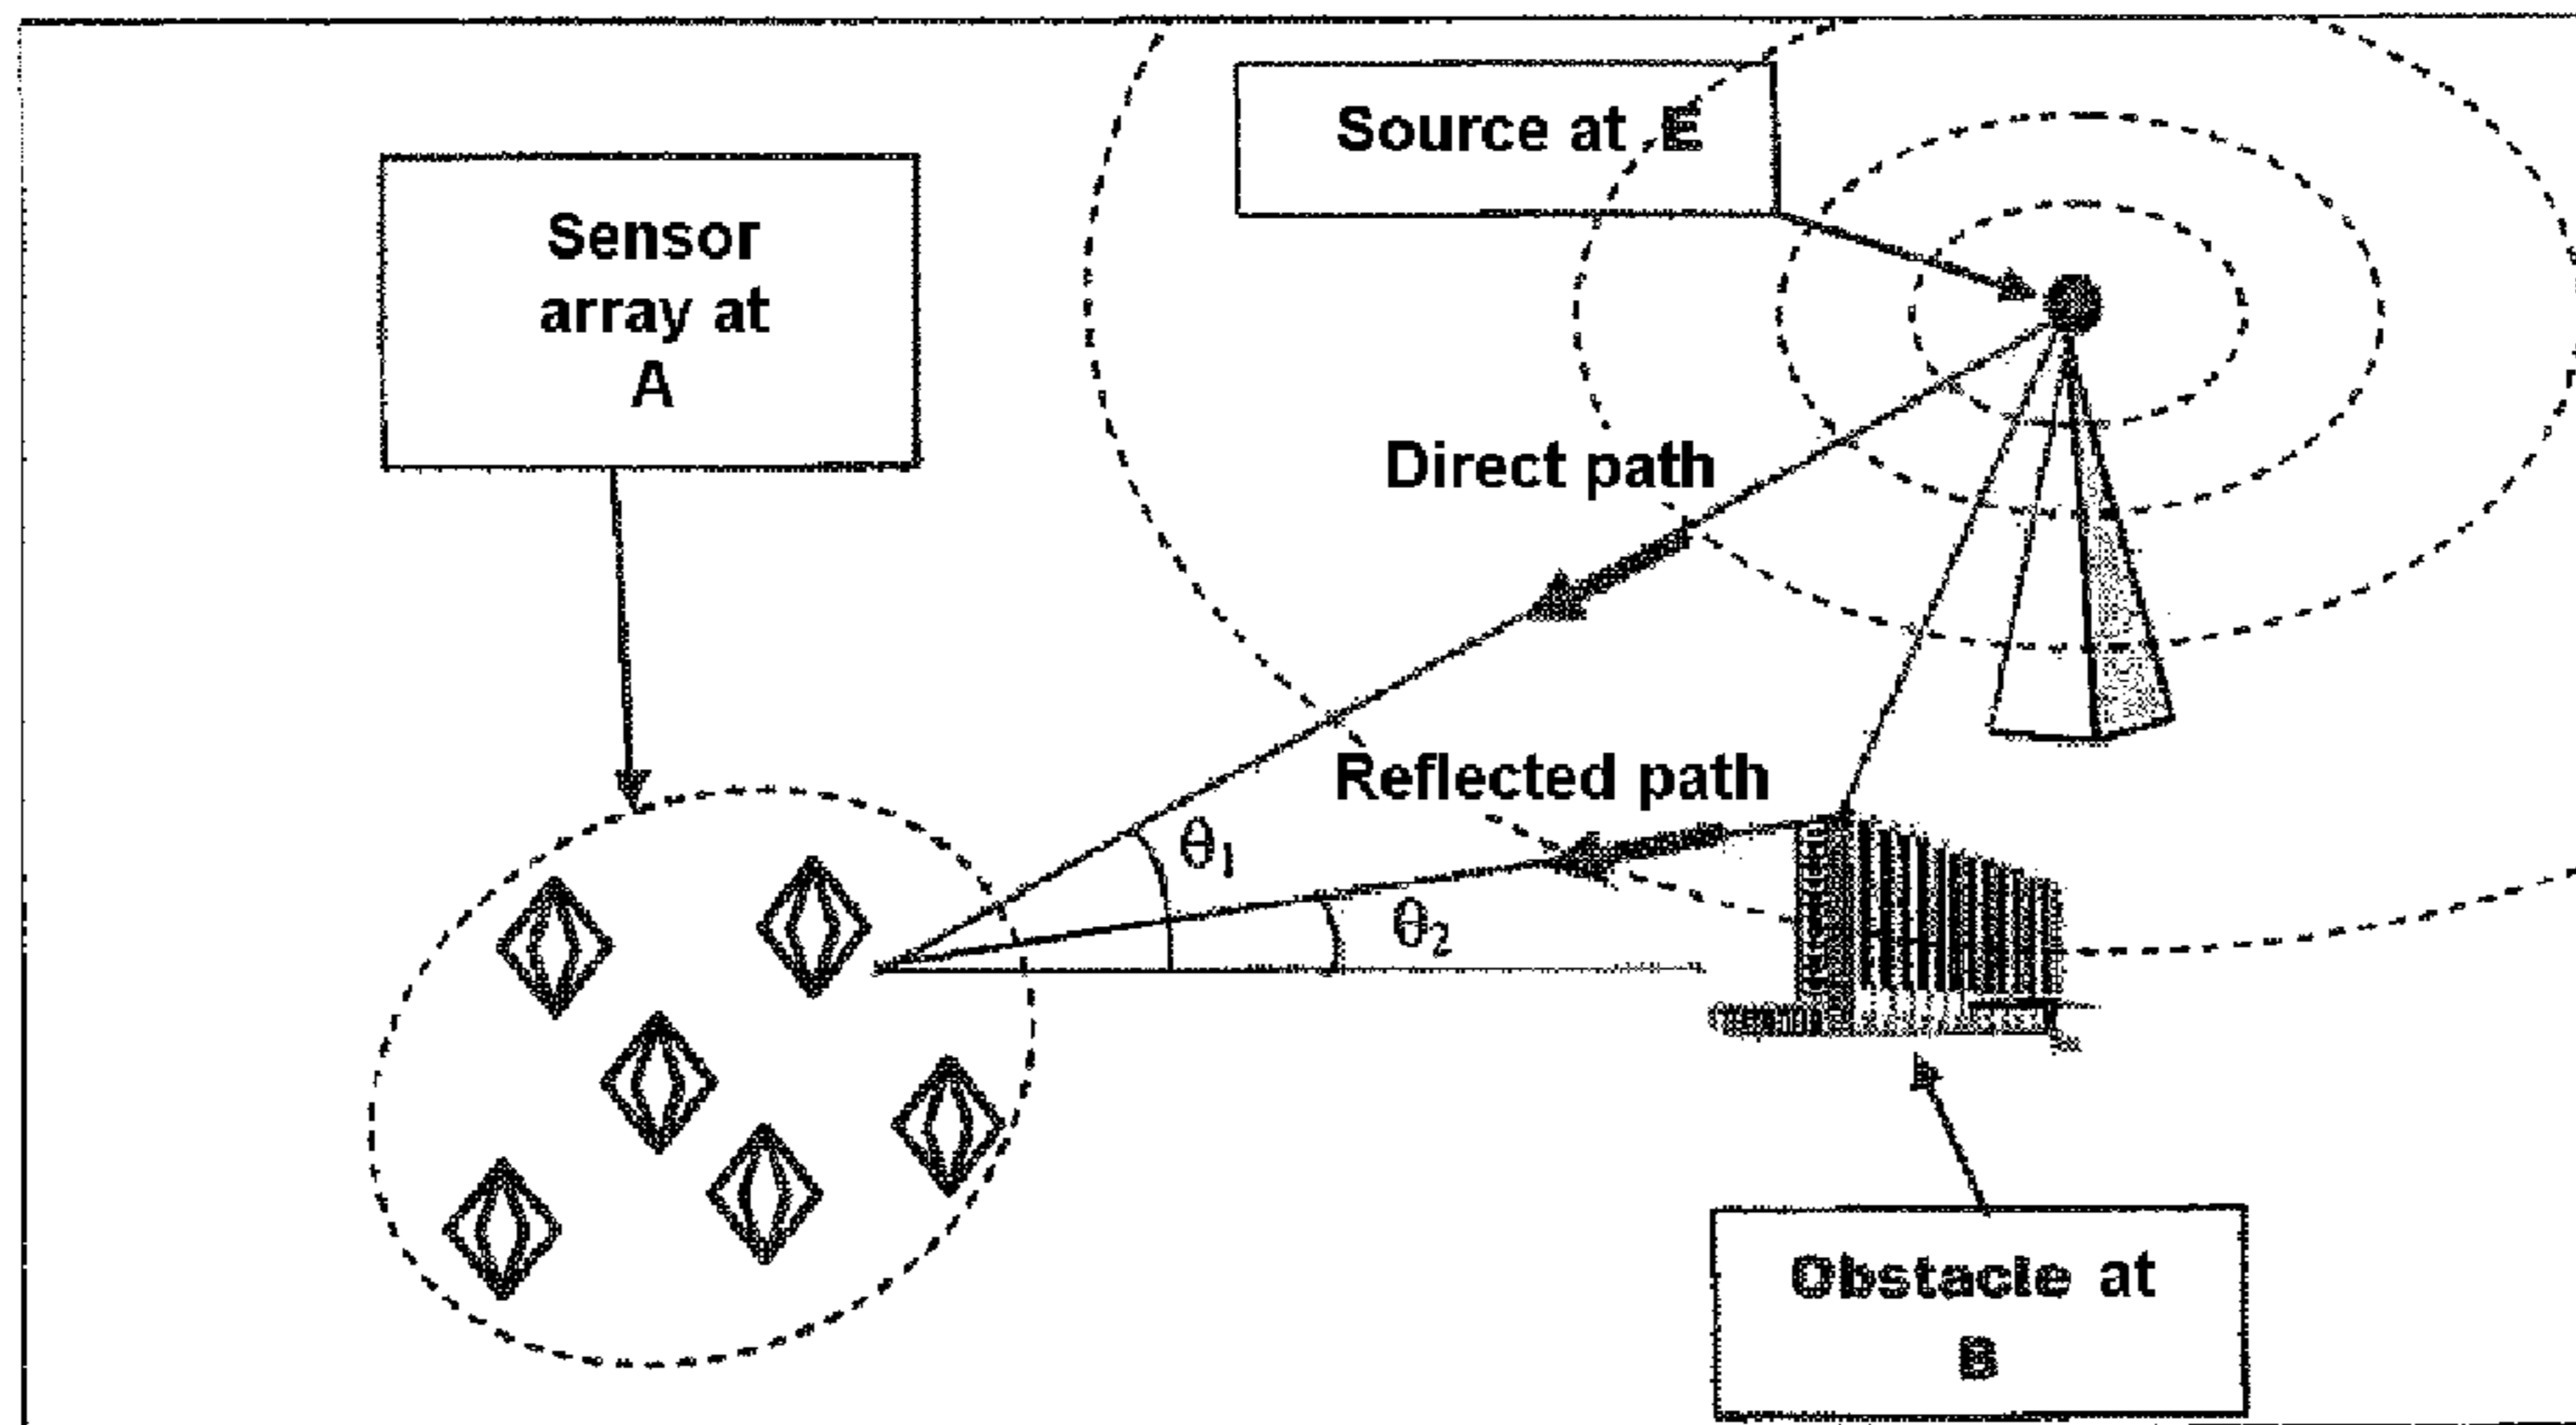 Source at E
Sensor
array at
A
Direct path
Reflected path
θ₁
θ₂
Obstacle at
B